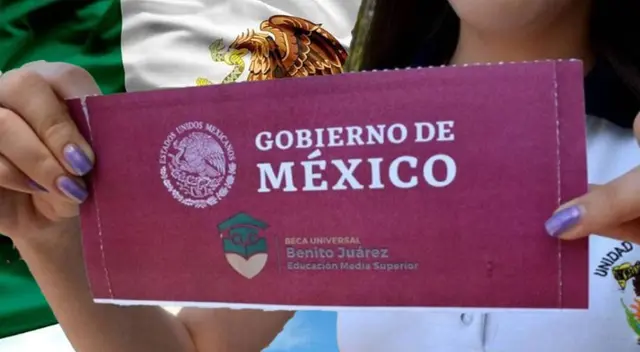 ESTADOS UNIDOS MEXICANOS
GOBIERNO DE
MÉXICO
BECA UNIVERSAL
Benito Juárez
Educación Media Superior
UNIDAD